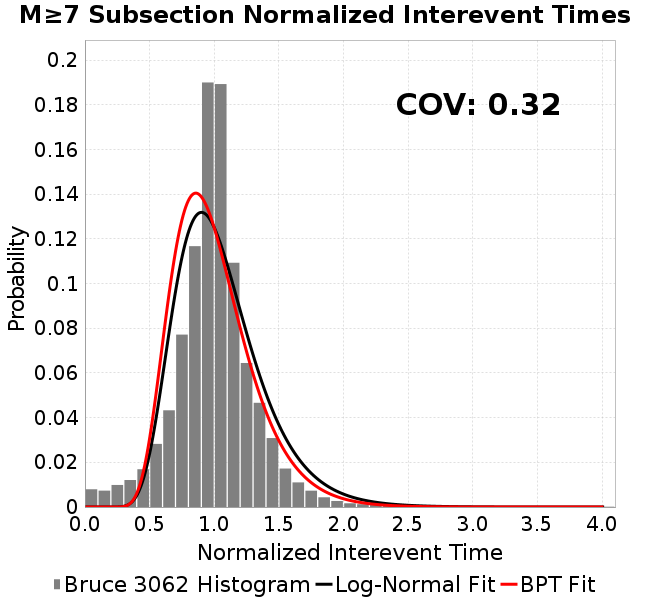 M≥7 Subsection Normalized Interevent Times
COV: 0.32
Probability
0.2
0.18
0.16
0.14
0.12
0.1
0.08
0.06
0.04
0.02
0
0.0 0.5 1.0 1.5 2.0 2.5 3.0 3.5 4.0
Normalized Interevent Time
Bruce 3062 Histogram Log-Normal Fit BPT Fit